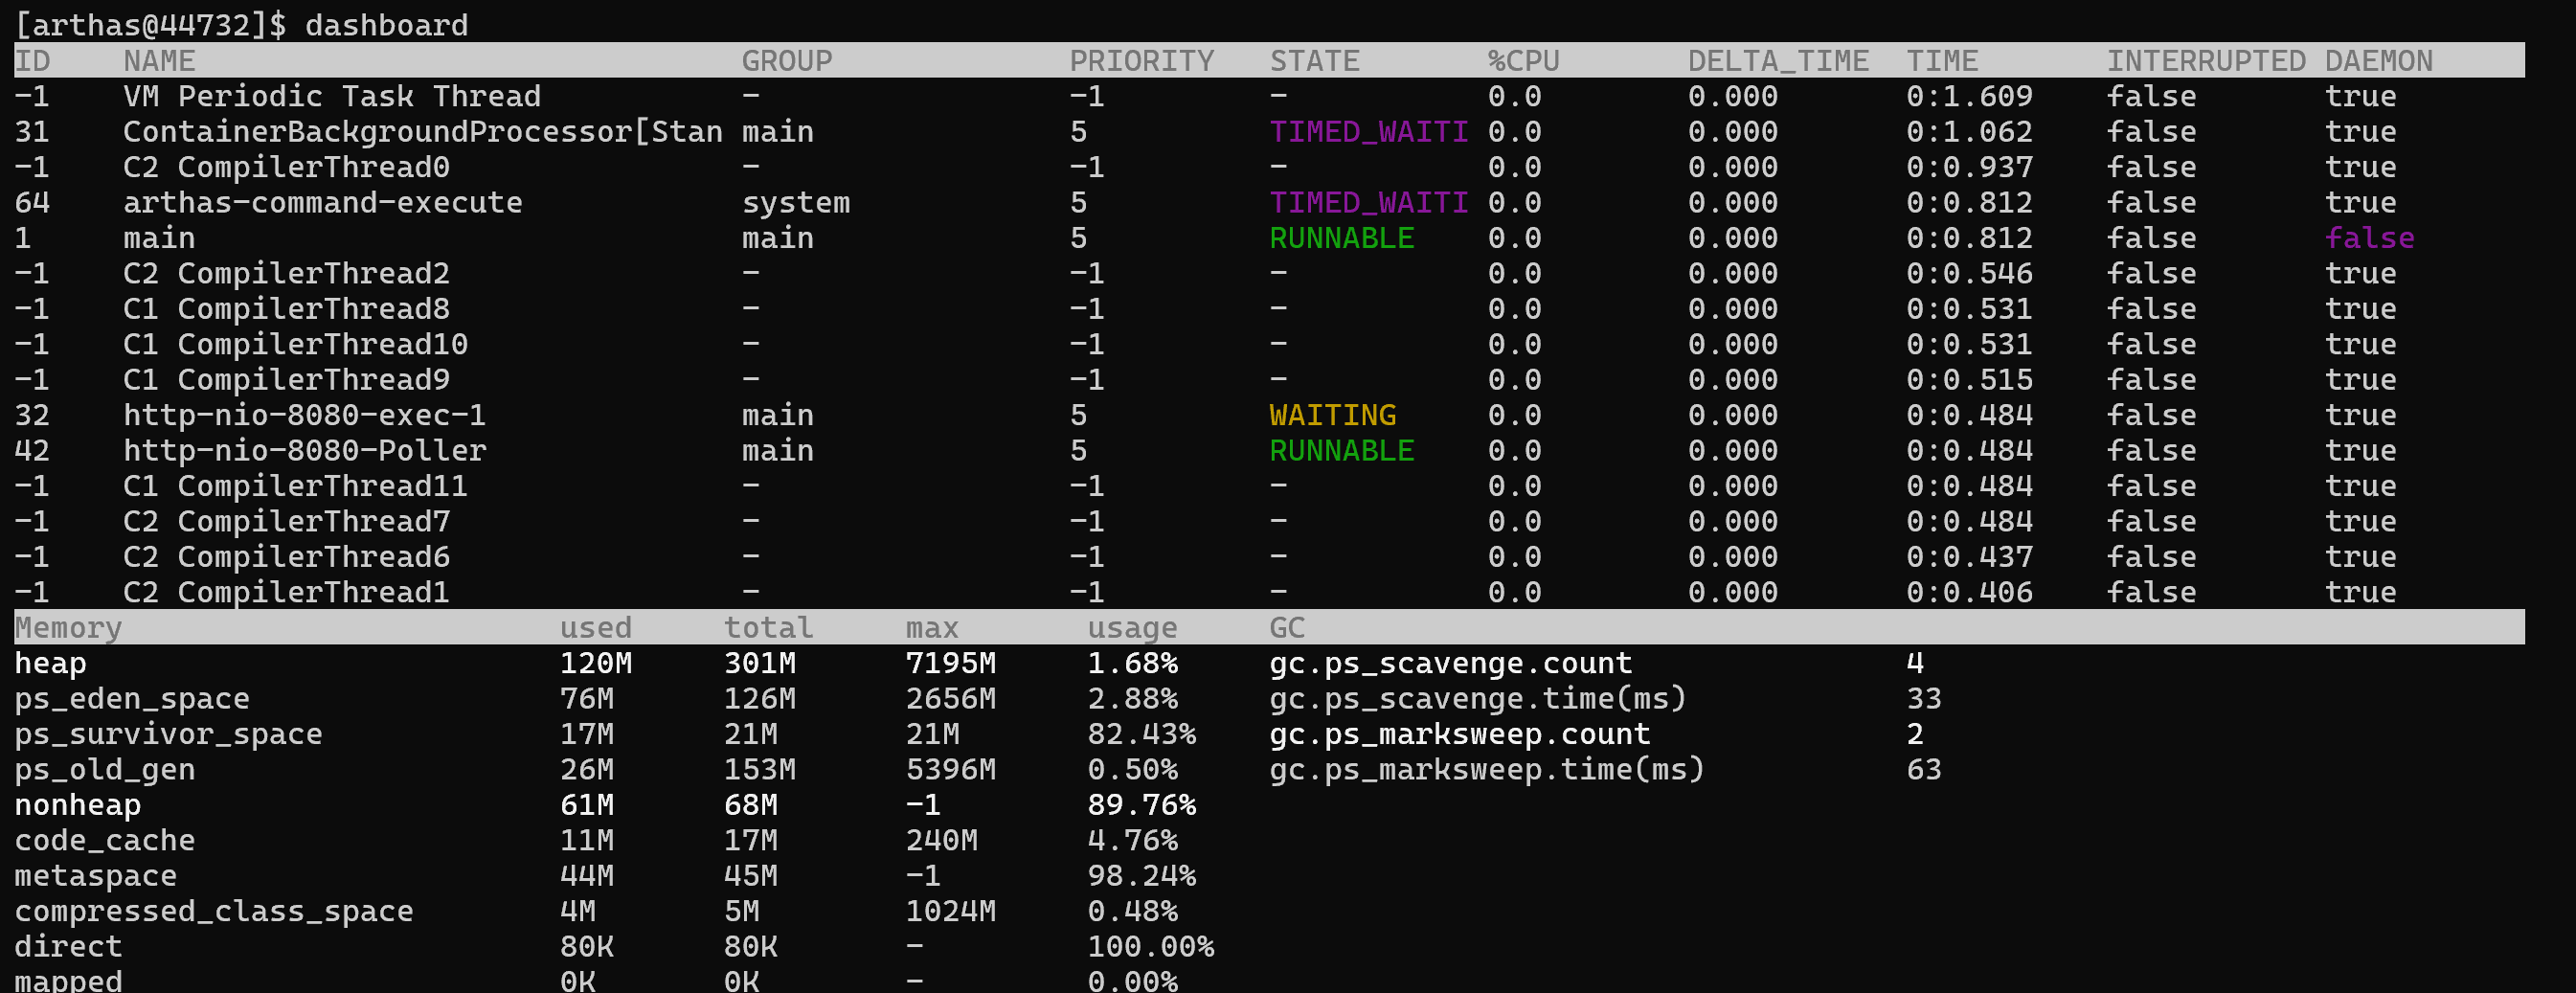 [arthas@44732]$ dashboard
ID NAME GROUP PRIORITY STATE %CPU DELTA_TIME TIME INTERRUPTED DAEMON
-1 VM Periodic Task Thread - -1 - 0.0 0.000 0:1.609 false true
31 ContainerBackgroundProcessor[Stan main 5 TIMED_WAITI 0.0 0.000 0:1.062 false true
-1 C2 CompilerThread0 - -1 - 0.0 0.000 0:0.937 false true
64 arthas-command-execute system 5 TIMED_WAITI 0.0 0.000 0:0.812 false true
1 main main 5 RUNNABLE 0.0 0.000 0:0.812 false false
-1 C2 CompilerThread2 - -1 - 0.0 0.000 0:0.546 false true
-1 C1 CompilerThread8 - -1 - 0.0 0.000 0:0.531 false true
-1 C1 CompilerThread10 - -1 - 0.0 0.000 0:0.531 false true
-1 C1 CompilerThread9 - -1 - 0.0 0.000 0:0.515 false true
32 http-nio-8080-exec-1 main 5 WAITING 0.0 0.000 0:0.484 false true
42 http-nio-8080-Poller main 5 RUNNABLE 0.0 0.000 0:0.484 false true
-1 C1 CompilerThread11 - -1 - 0.0 0.000 0:0.484 false true
-1 C2 CompilerThread7 - -1 - 0.0 0.000 0:0.484 false true
-1 C2 CompilerThread6 - -1 - 0.0 0.000 0:0.437 false true
-1 C2 CompilerThread1 - -1 - 0.0 0.000 0:0.406 false true
Memory used total max usage GC
heap 120M 301M 7195M 1.68% gc.ps_scavenge.count 4
ps_eden_space 76M 126M 2656M 2.88% gc.ps_scavenge.time(ms) 33
ps_survivor_space 17M 21M 21M 82.43% gc.ps_marksweep.count 2
ps_old_gen 26M 153M 5396M 0.50% gc.ps_marksweep.time(ms) 63
nonheap 61M 68M -1 89.76%
code_cache 11M 17M 240M 4.76%
metaspace 44M 45M -1 98.24%
compressed_class_space 4M 5M 1024M 0.48%
direct 80K 80K - 100.00%
mapped 0K 0K - 0.00%